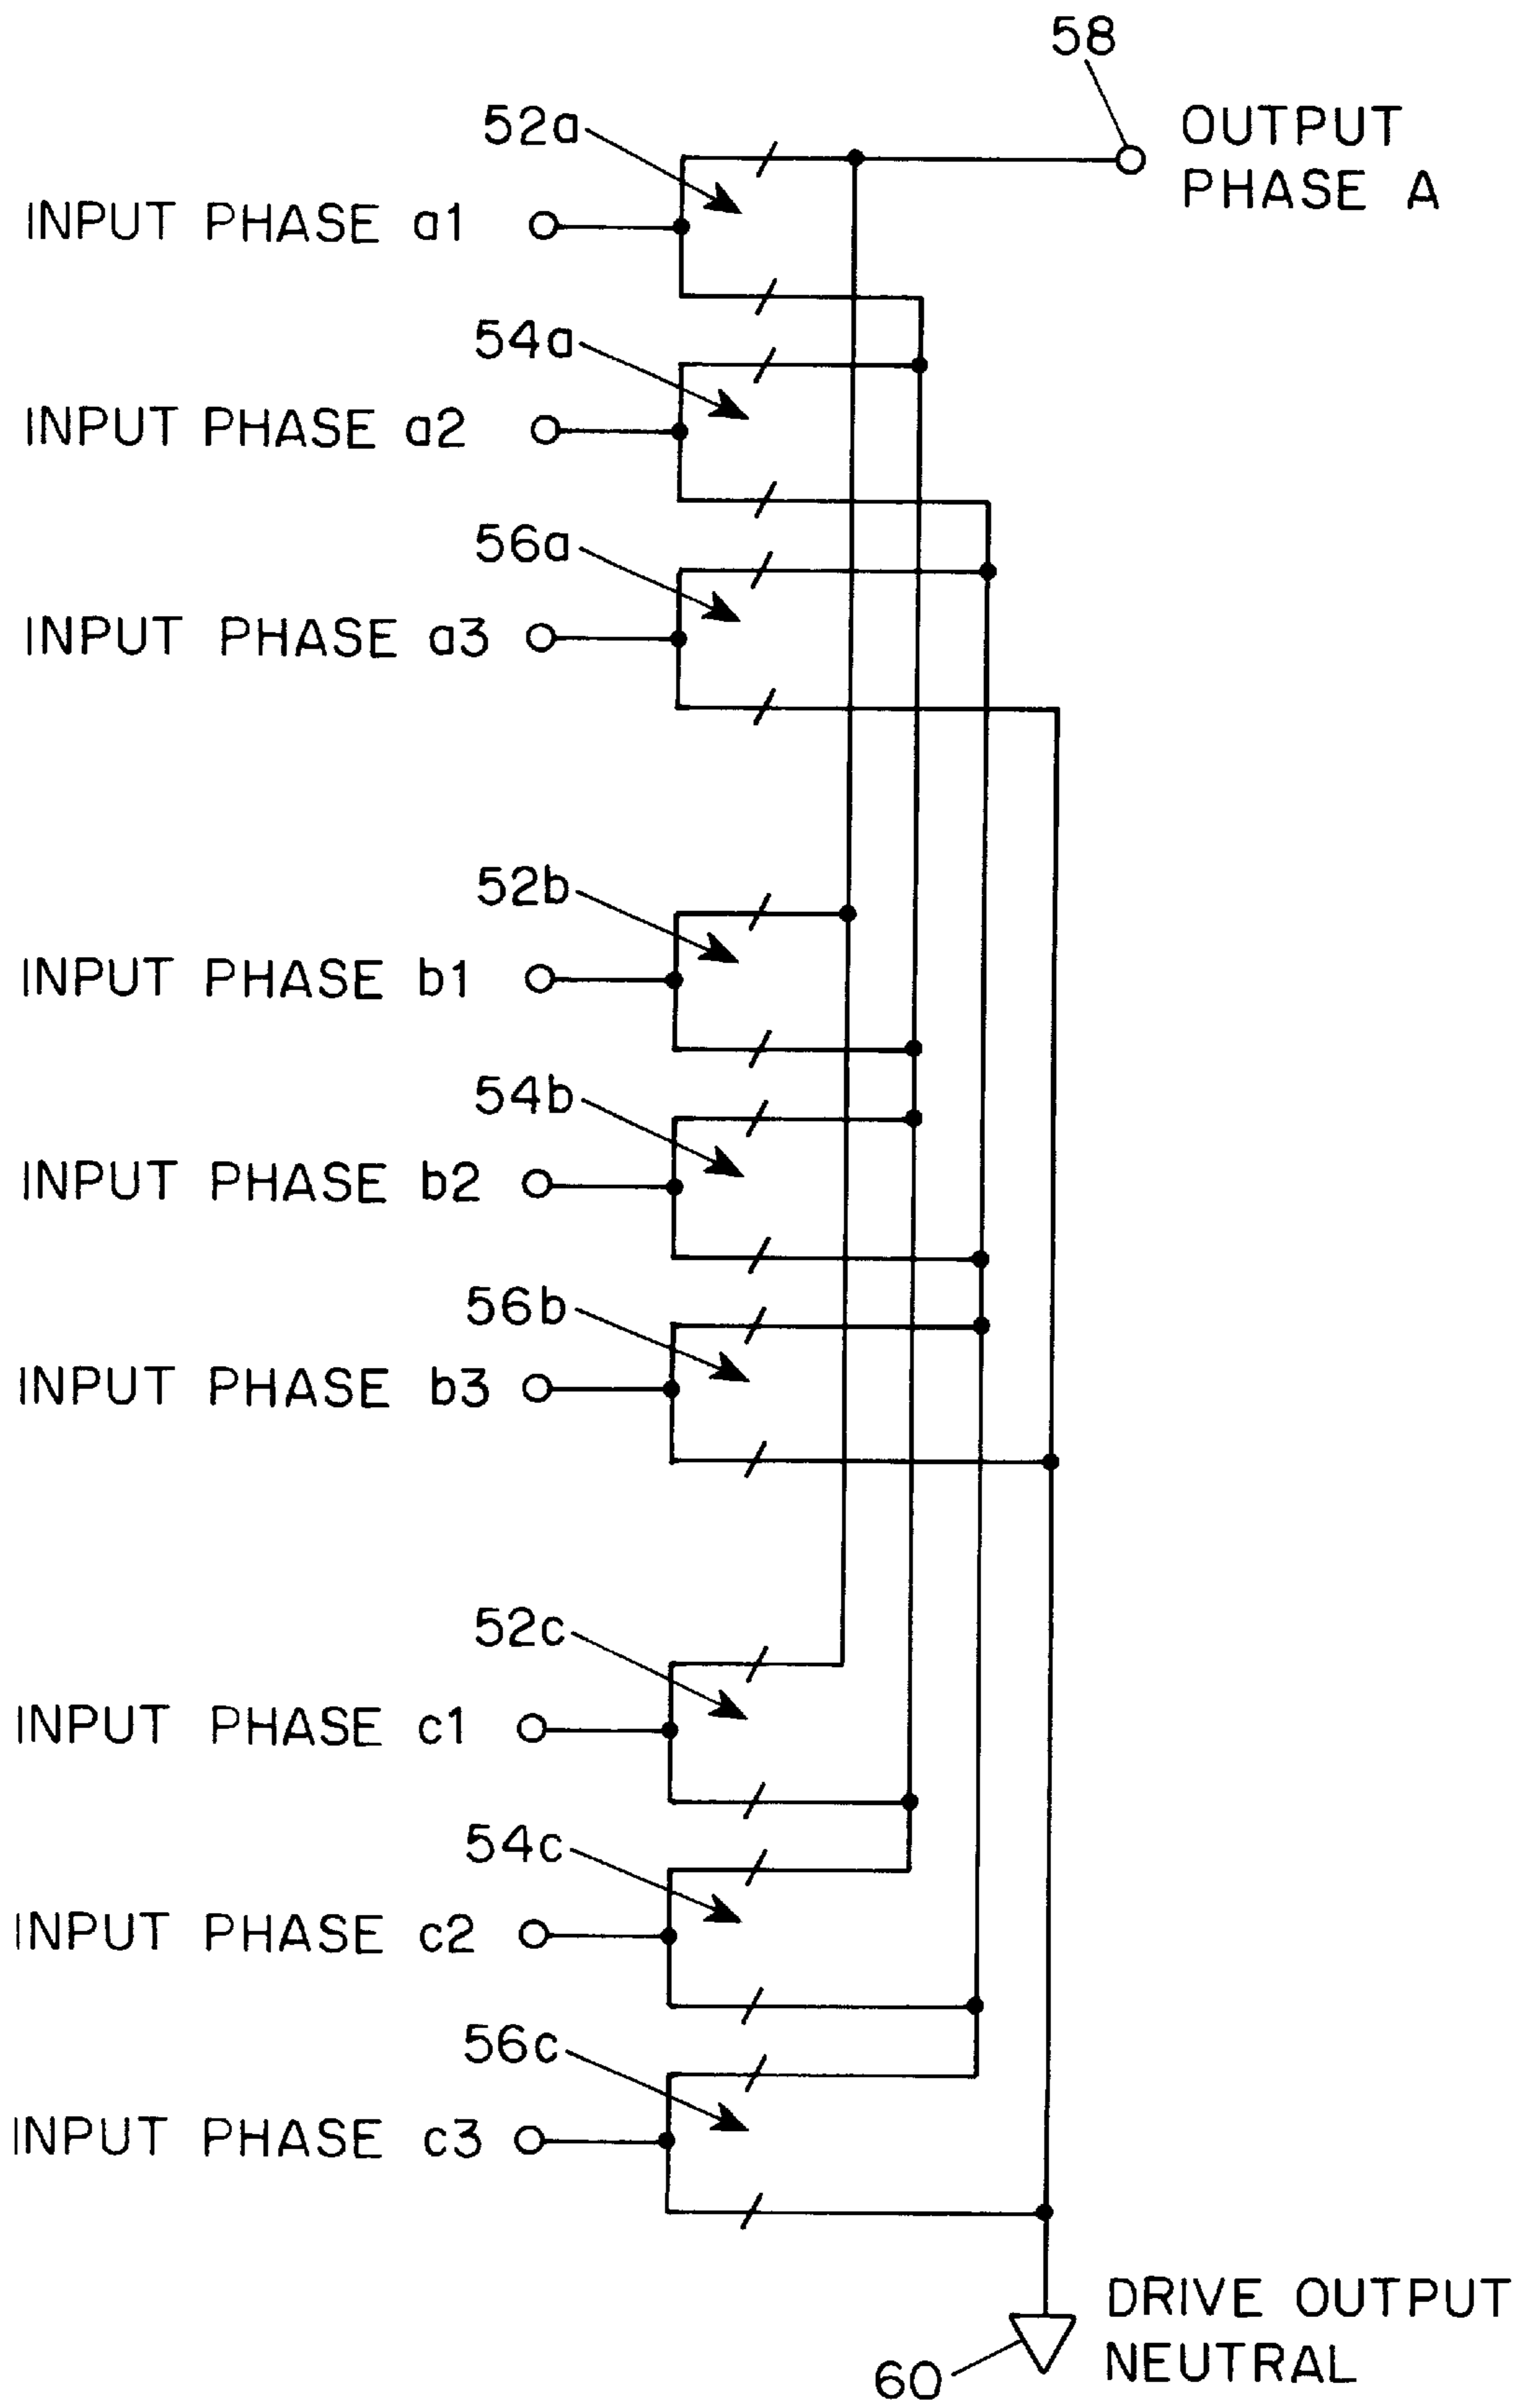 58
OUTPUT
PHASE A
52a
INPUT PHASE a1
54a
INPUT PHASE a2
56a
INPUT PHASE a3
52b
INPUT PHASE b1
54b
INPUT PHASE b2
56b
INPUT PHASE b3
52c
INPUT PHASE c1
54c
INPUT PHASE c2
56c
INPUT PHASE c3
DRIVE OUTPUT
NEUTRAL
60